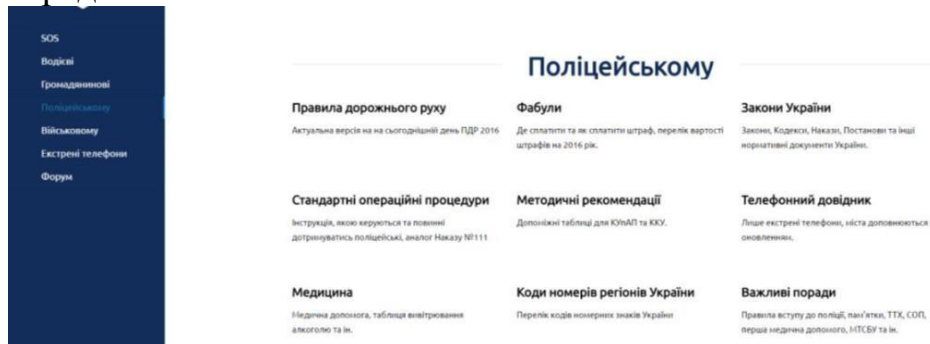 SOS
Водієві
Громадянинові
Поліцейському
Військовому
Екстрені телефони
Форум
Поліцейському
Правила дорожнього руху
Актуальна версія на на сьогоднішній день ПДР 2016
Фабули
Де сплатити та як сплатити штраф, перелік вартості
штрафів на 2016 рік.
Закони України
Закони, Кодекси, Накази, Постанови та інші
нормативні документи України.
Стандартні операційні процедури
Інструкція, якою керуються та повинні
дотримуватись поліцейські, аналог Наказу №111
Методичні рекомендації
Допоміжні таблиці для КУпАП та ККУ.
Телефонний довідник
Лише екстрені телефони, міста доповнюються
оновленням.
Медицина
Медична допомога, таблиця вивітрювання
алкоголю та ін.
Коди номерів регіонів України
Перелік кодів номерних знаків України
Важливі поради
Правила вступу до поліції, пам'ятки, ТТХ, СОП,
перша медична допомого, МТСБУ та ін.